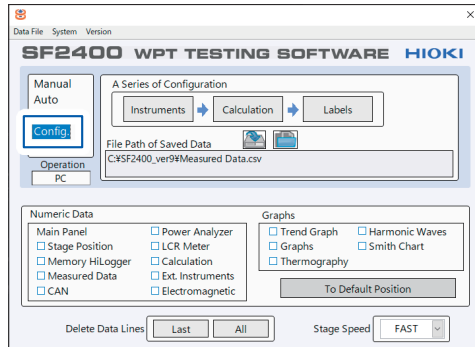 Data File System Version
SF2400 WPT TESTING SOFTWARE HIOKI
Manual
Auto
Config.
Operation
PC
A Series of Configuration
Instruments Calculation Labels
File Path of Saved Data
C:¥SF2400_ver9¥Measured Data.csv
Numeric Data
Main Panel
Stage Position
Memory HiLogger
Measured Data
CAN
Power Analyzer
LCR Meter
Calculation
Ext. Instruments
Electromagnetic
Graphs
Trend Graph
Graphs
Thermography
Harmonic Waves
Smith Chart
To Default Position
Delete Data Lines Last All Stage Speed FAST